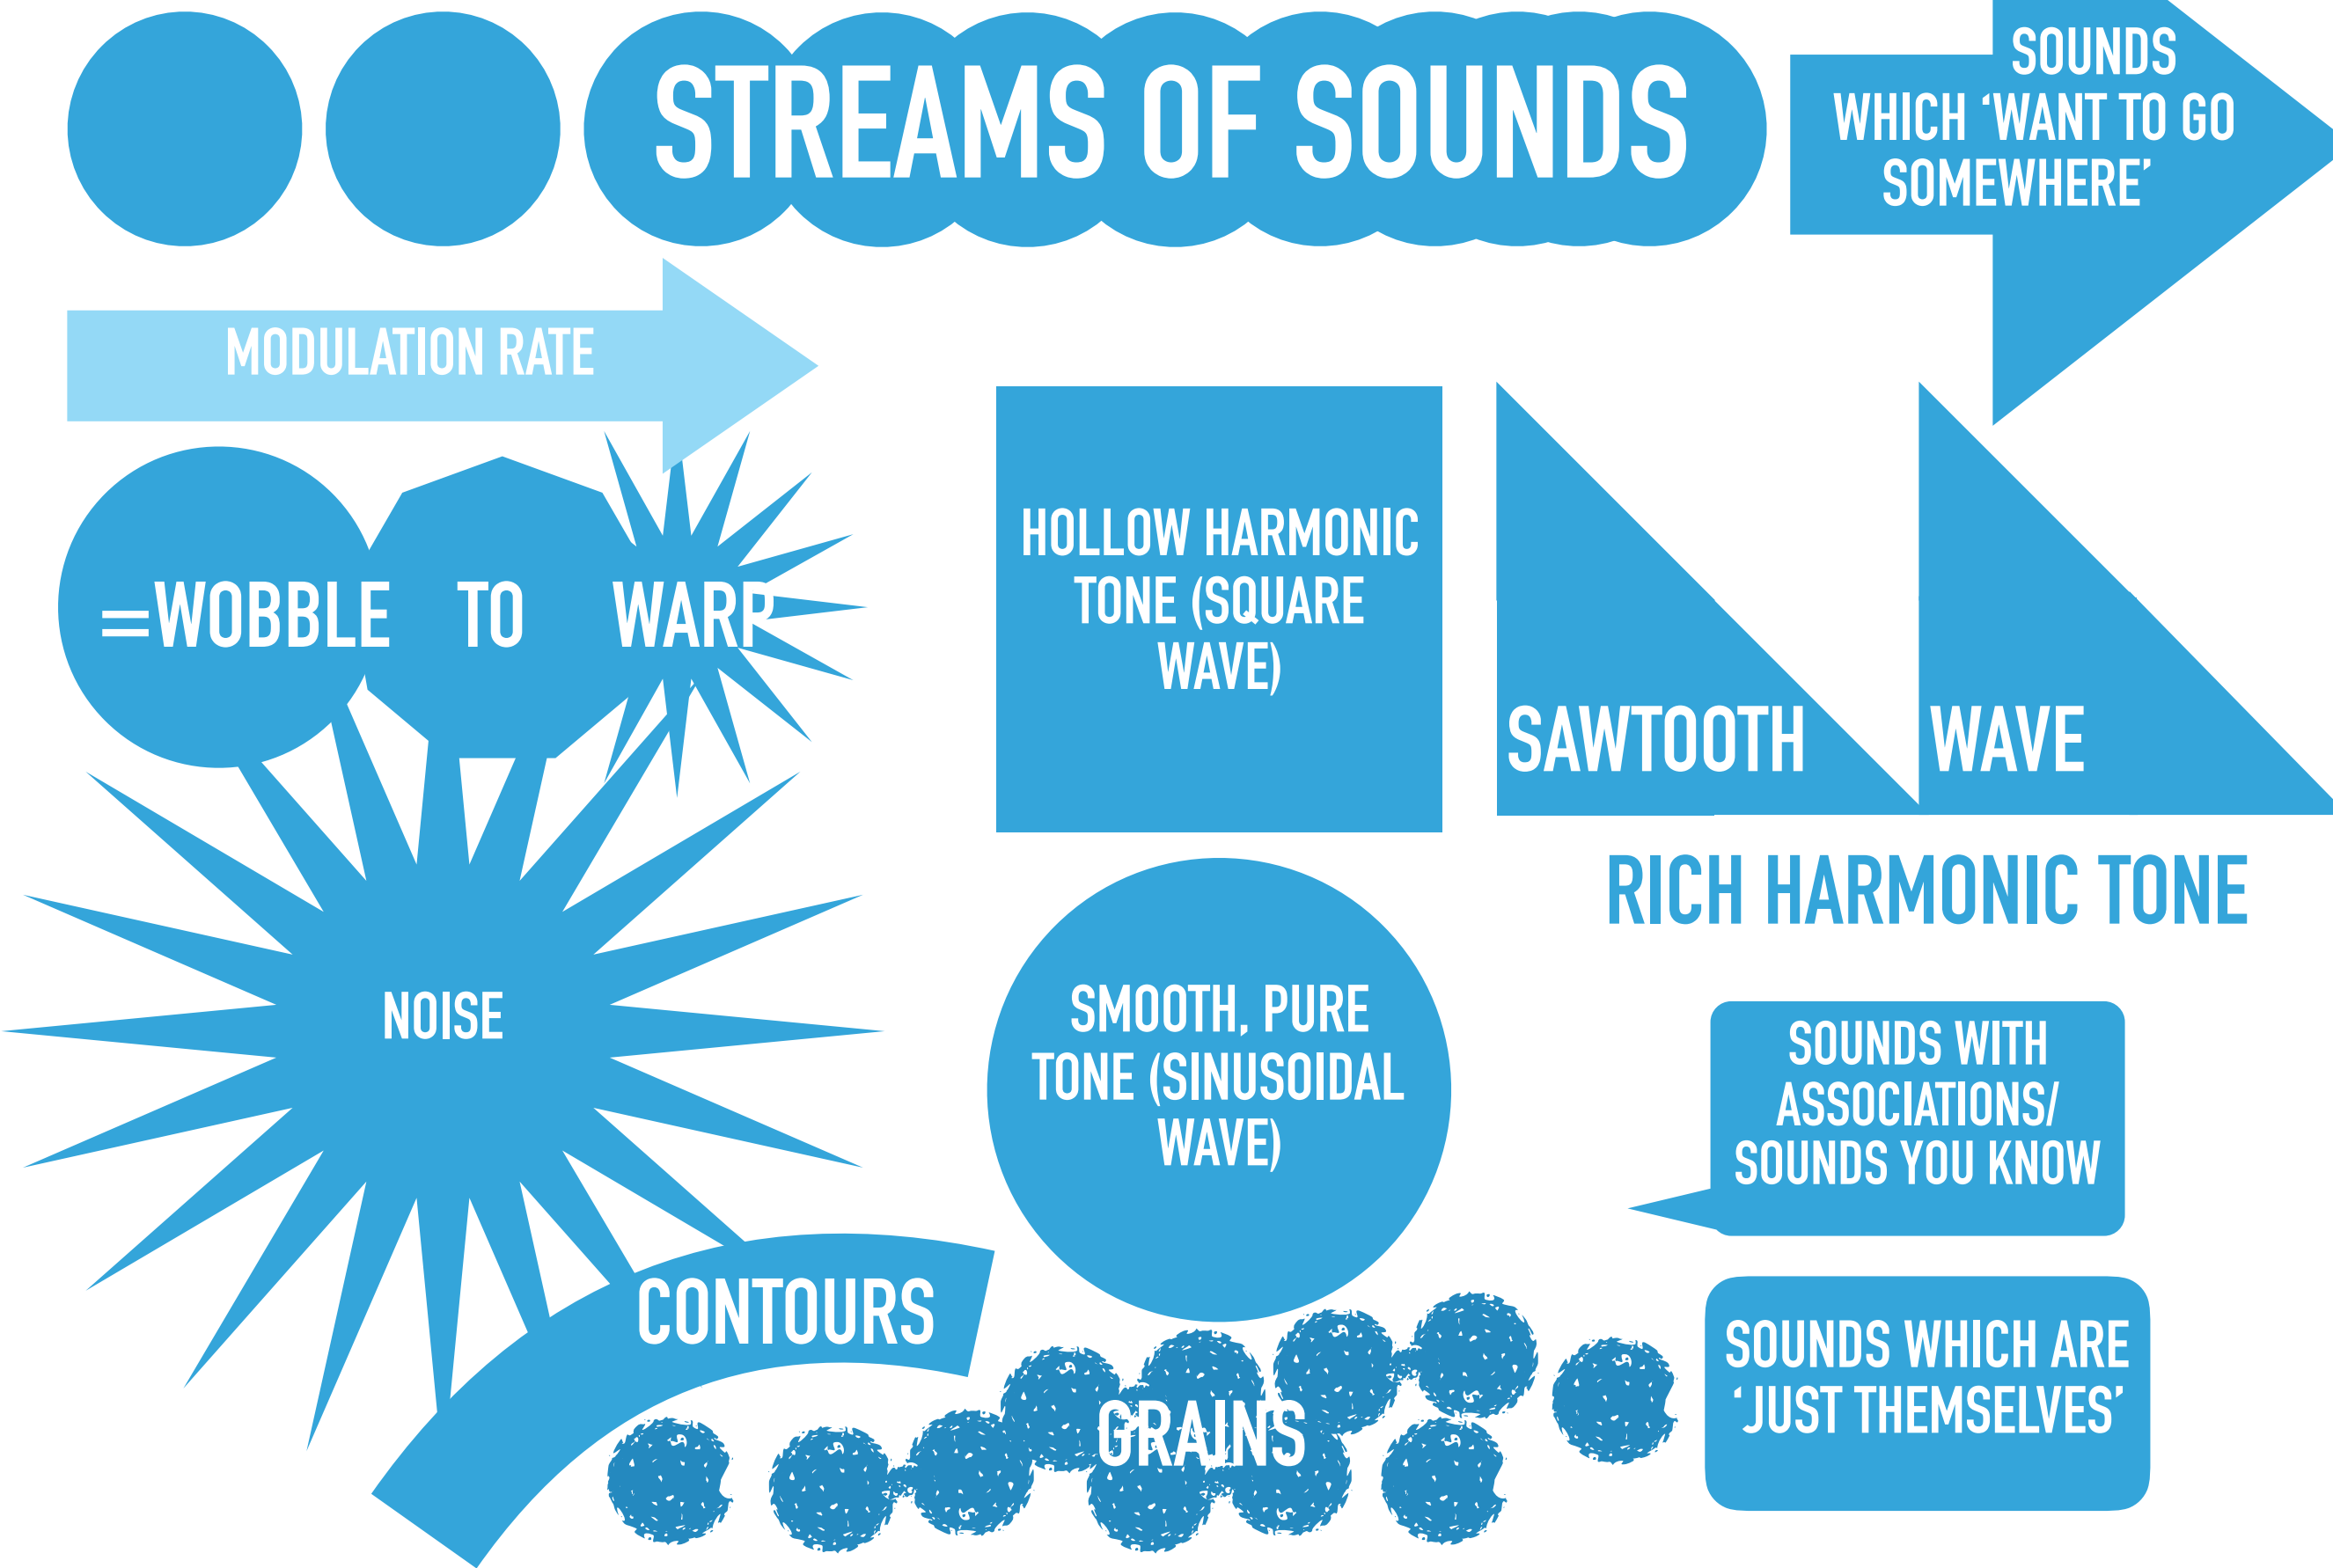 STREAMS OF SOUNDS
SOUNDS
WHICH ‘WANT TO GO
SOMEWHERE’
MODULATION RATE
=WOBBLE TO WARP
HOLLOW HARMONIC
TONE (SQUARE
WAVE)
SAWTOOTH WAVE
RICH HARMONIC TONE
NOISE
SMOOTH, PURE
TONE (SINUSOIDAL
WAVE)
SOUNDS WITH
ASSOCIATIONS/
SOUNDS YOU KNOW
CONTOURS
GRAINS
SOUNDS WHICH ARE
‘JUST THEMSELVES’